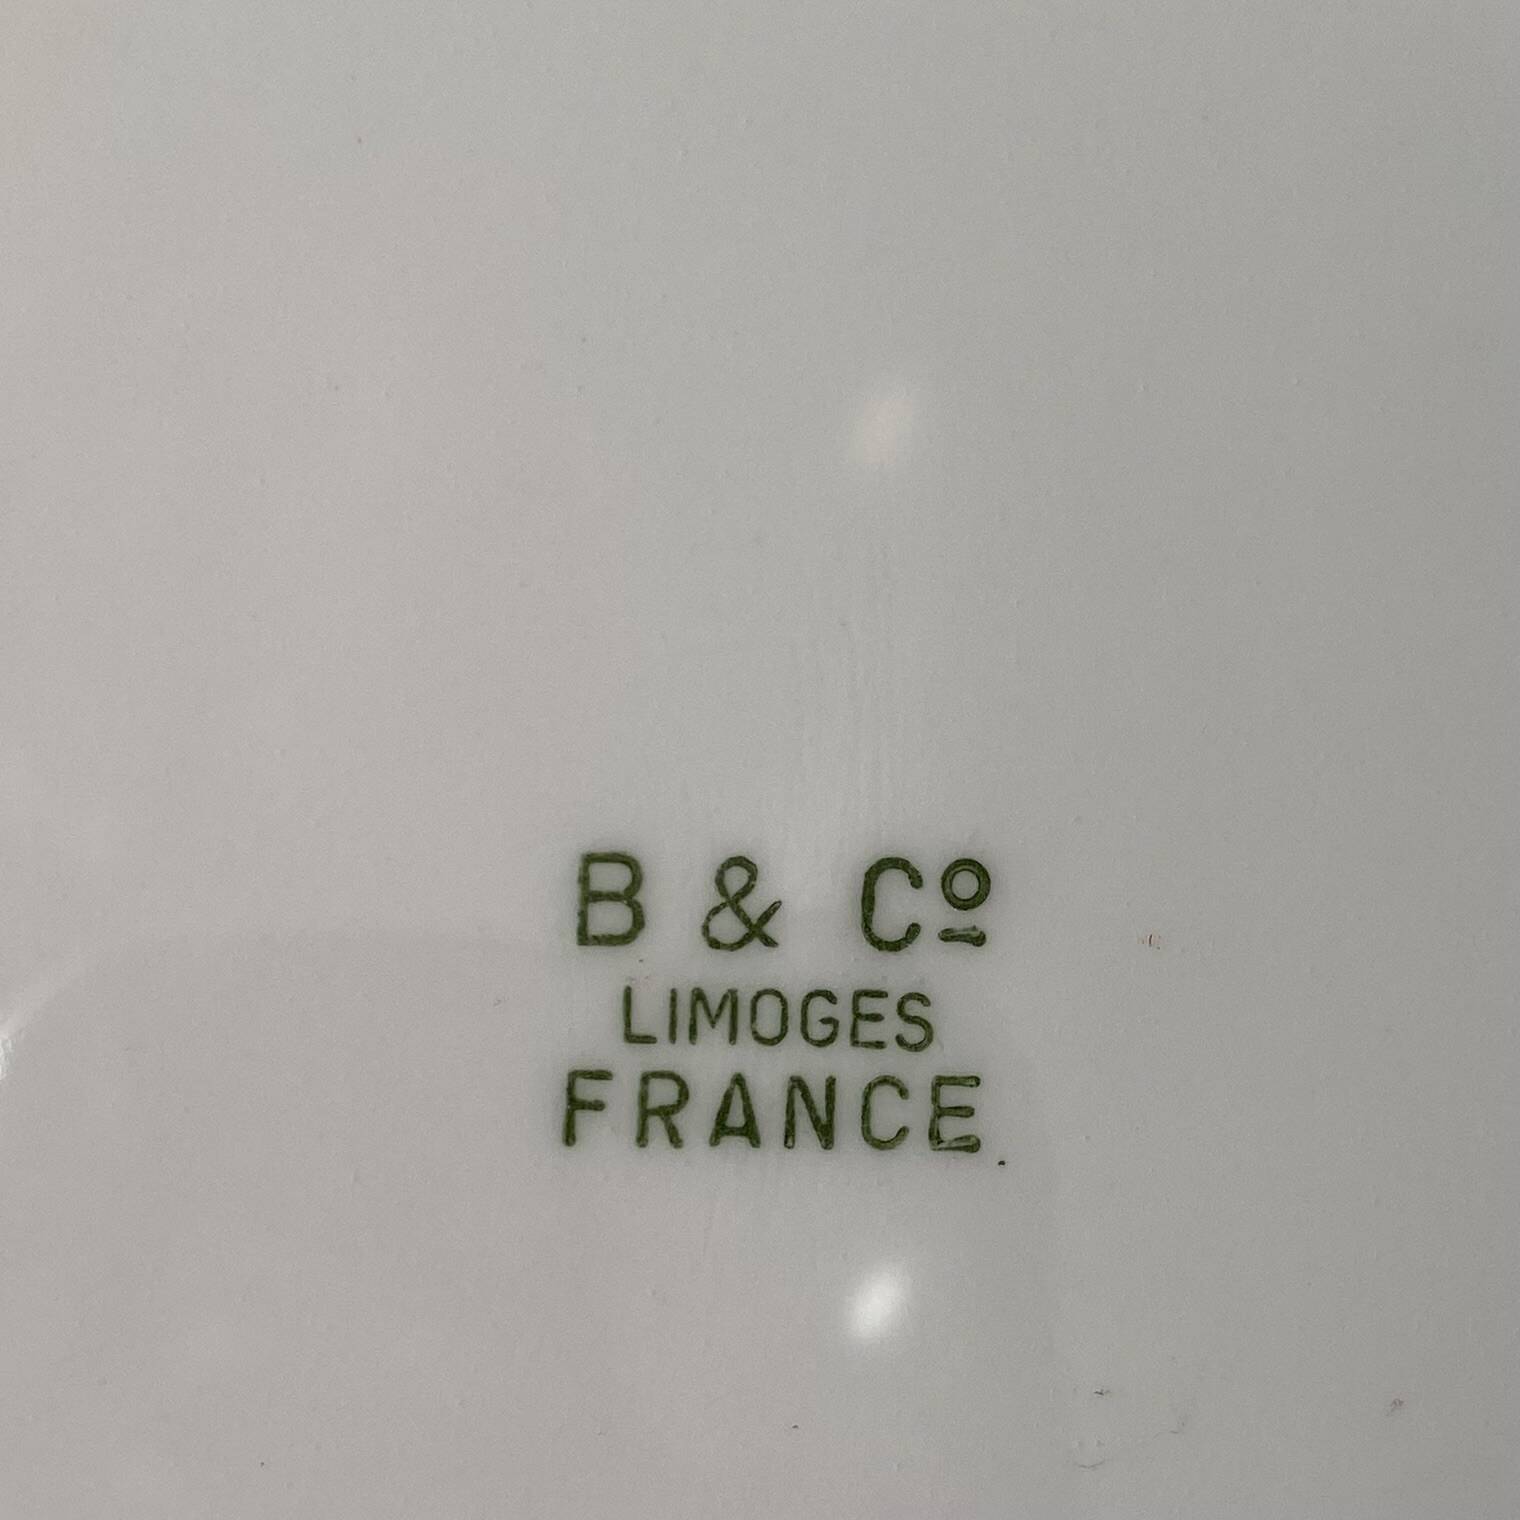 B & Cº
LIMOGES
FRANCE